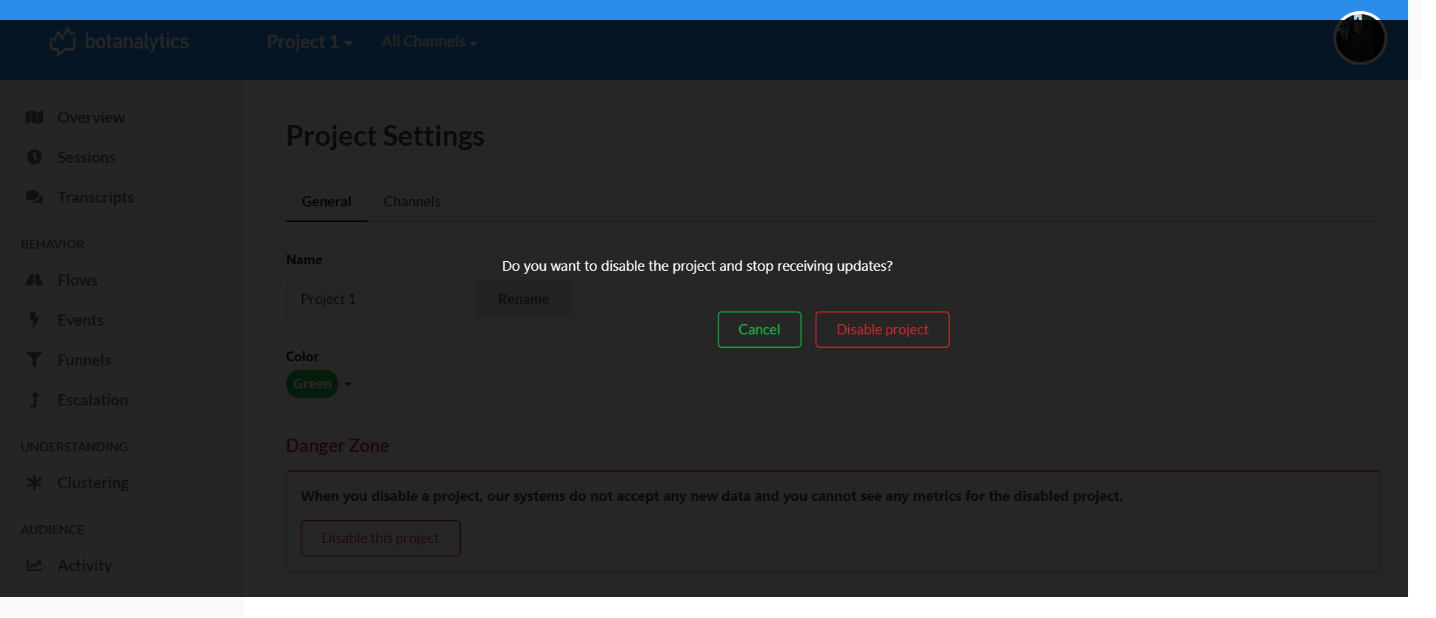 botanalytics
Project 1
All Channels
Overview
Sessions
Transcripts
BEHAVIOR
Flows
Events
Funnels
Escalation
UNDERSTANDING
Clustering
AUDIENCE
Activity
Project Settings
General
Channels
Name
Project 1
Rename
Do you want to disable the project and stop receiving updates?
Cancel
Disable project
Color
Green
Danger Zone
When you disable a project, our systems do not accept any new data and you cannot see any metrics for the disabled project.
Disable this project